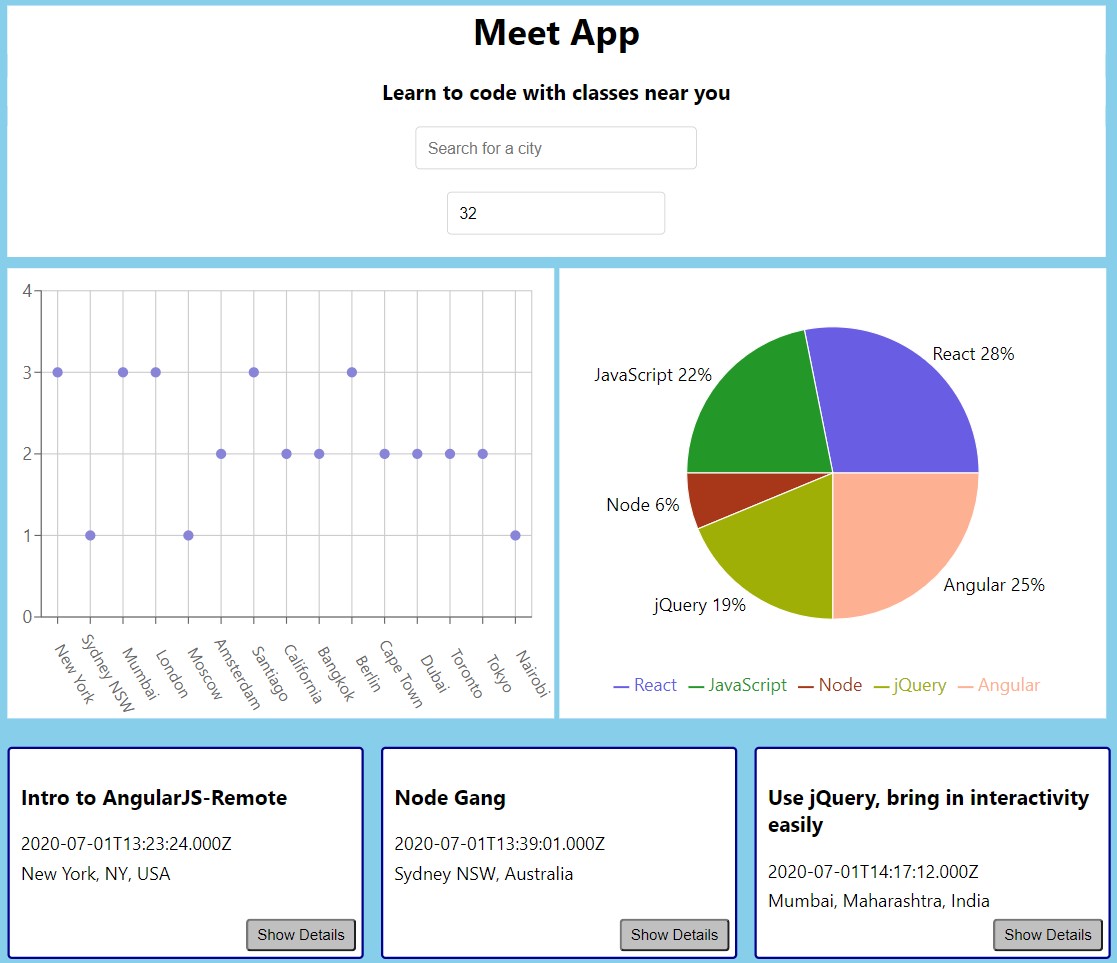 Meet App
Learn to code with classes near you
Search for a city
32
4
3
2
1
0
New York
Sydney NSW
Mumbai
London
Moscow
Amsterdam
Santiago
California
Bangkok
Berlin
Cape Town
Dubai
Toronto
Tokyo
Nairobi
React 28%
JavaScript 22%
Node 6%
jQuery 19%
Angular 25%
React JavaScript Node jQuery Angular
Intro to AngularJS-Remote
2020-07-01T13:23:24.000Z
New York, NY, USA
Show Details
Node Gang
2020-07-01T13:39:01.000Z
Sydney NSW, Australia
Show Details
Use jQuery, bring in interactivity
easily
2020-07-01T14:17:12.000Z
Mumbai, Maharashtra, India
Show Details